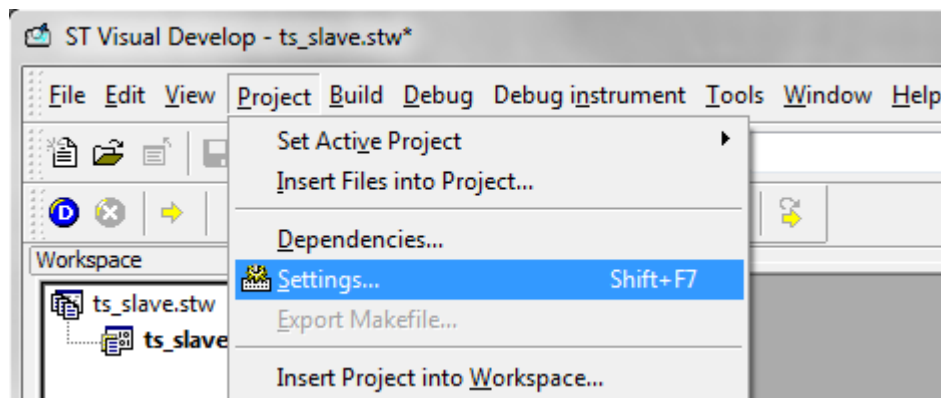 ST Visual Develop - ts_slave.stw*
File Edit View Project Build Debug Debug instrument Tools Window Help
Set Active Project
Insert Files into Project...
D
Dependencies...
Workspace
Settings... Shift+F7
ts_slave.stw
Export Makefile...
ts_slave
Insert Project into Workspace...